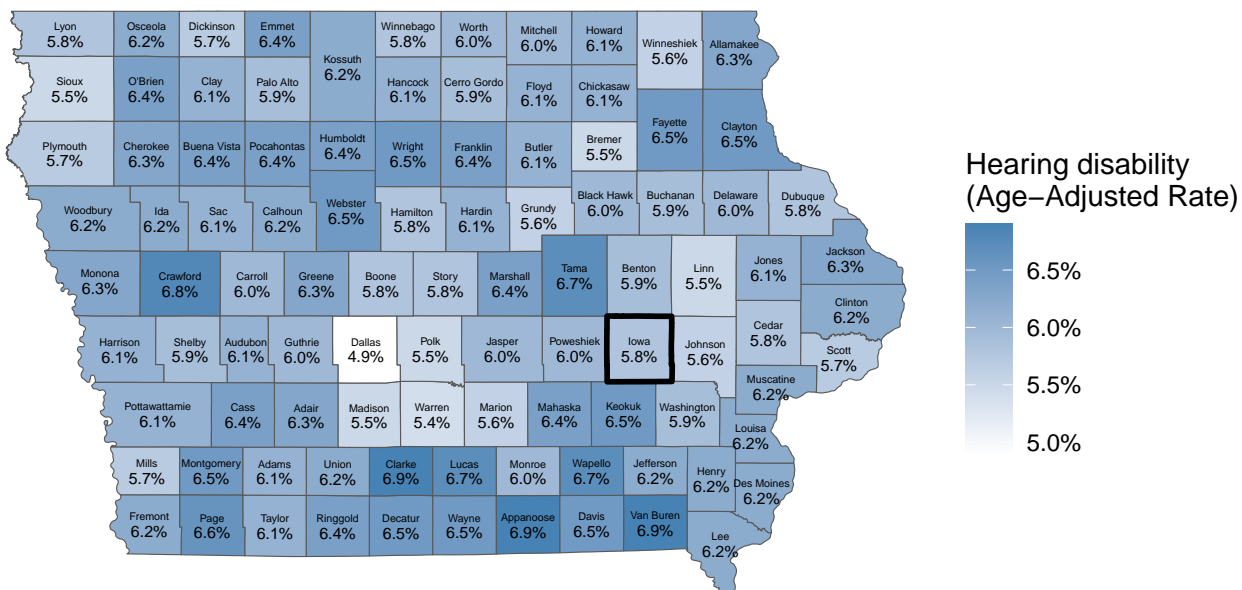 Lyon
5.8%
Osceola
6.2%
Dickinson
5.7%
Emmet
6.4%
Kossuth
6.2%
Winnebago
5.8%
Worth
6.0%
Mitchell
6.0%
Howard
6.1%
Winneshiek
5.6%
Allamakee
6.3%
Sioux
5.5%
O'Brien
6.4%
Clay
6.1%
Palo Alto
5.9%
Hancock
6.1%
Cerro Gordo
5.9%
Floyd
6.1%
Chickasaw
6.1%
Plymouth
5.7%
Cherokee
6.3%
Buena Vista
6.4%
Pocahontas
6.4%
Humboldt
6.4%
Wright
6.5%
Franklin
6.4%
Butler
6.1%
Bremer
5.5%
Fayette
6.5%
Clayton
6.5%
Woodbury
6.2%
Ida
6.2%
Sac
6.1%
Calhoun
6.2%
Webster
6.5%
Hamilton
5.8%
Hardin
6.1%
Grundy
5.6%
Black Hawk
6.0%
Buchanan
5.9%
Delaware
6.0%
Dubuque
5.8%
Monona
6.3%
Crawford
6.8%
Carroll
6.0%
Greene
6.3%
Boone
5.8%
Story
5.8%
Marshall
6.4%
Tama
6.7%
Benton
5.9%
Linn
5.5%
Jones
6.1%
Jackson
6.3%
Clinton
6.2%
Harrison
6.1%
Shelby
5.9%
Audubon
6.1%
Guthrie
6.0%
Dallas
4.9%
Polk
5.5%
Jasper
6.0%
Poweshiek
6.0%
Iowa
5.8%
Johnson
5.6%
Cedar
5.8%
Scott
5.7%
Muscatine
6.2%
Pottawattamie
6.1%
Cass
6.4%
Adair
6.3%
Madison
5.5%
Warren
5.4%
Marion
5.6%
Mahaska
6.4%
Keokuk
6.5%
Washington
5.9%
Louisa
6.2%
Mills
5.7%
Montgomery
6.5%
Adams
6.1%
Union
6.2%
Clarke
6.9%
Lucas
6.7%
Monroe
6.0%
Wapello
6.7%
Jefferson
6.2%
Henry
6.2%
Des Moines
6.2%
Fremont
6.2%
Page
6.6%
Taylor
6.1%
Ringgold
6.4%
Decatur
6.5%
Wayne
6.5%
Appanoose
6.9%
Davis
6.5%
Van Buren
6.9%
Lee
6.2%
Hearing disability
(Age−Adjusted Rate)
6.5%
6.0%
5.5%
5.0%